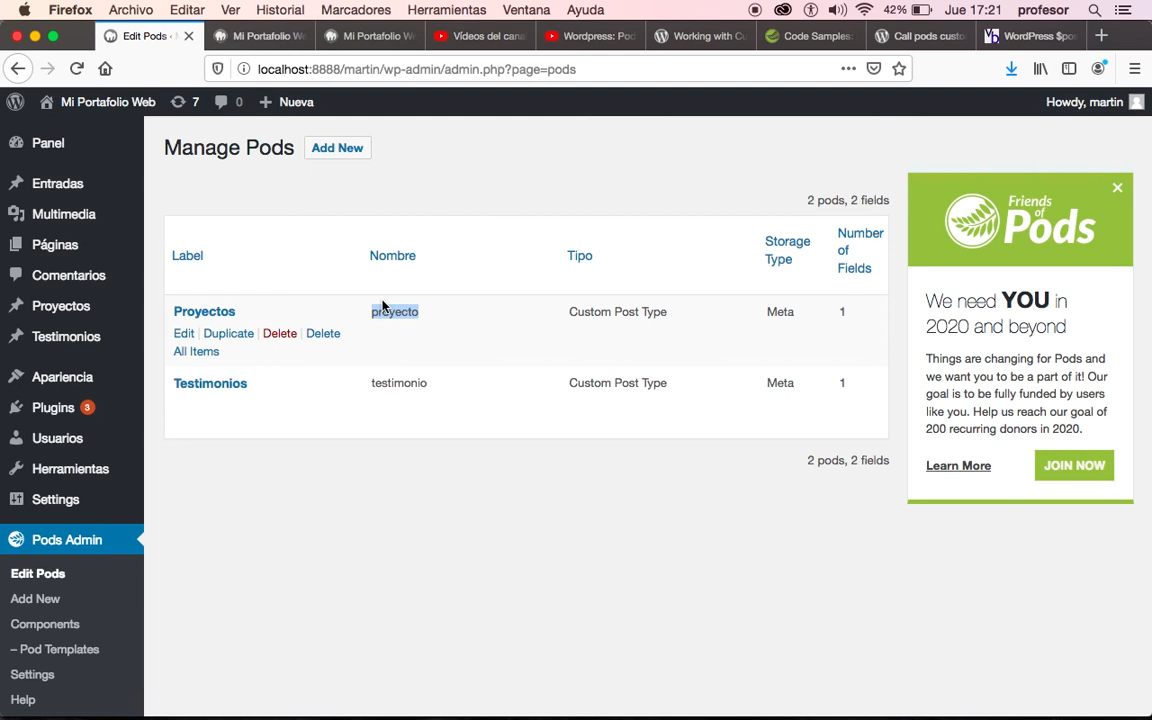 Firefox Archivo Editar Ver Historial Marcadores Herramientas Ventana Ayuda 42% Jue 17:21 profesor
Edit Pods ‹ Mi Portafolio We Mi Portafolio We Vídeos del cana Wordpress: Pod Working with Cu Code Samples: Call pods custo WordPress $po
localhost:8888/martin/wp-admin/admin.php?page=pods
Mi Portafolio Web 7 0 Nueva Howdy, martin
Panel
Entradas
Multimedia
Páginas
Comentarios
Proyectos
Testimonios
Apariencia
Plugins 3
Usuarios
Herramientas
Settings
Pods Admin
Edit Pods
Add New
Components
– Pod Templates
Settings
Help
Manage Pods Add New
2 pods, 2 fields
Label Nombre Tipo Storage Type Number of Fields
Proyectos proyecto Custom Post Type Meta 1
Edit | Duplicate | Delete | Delete
All Items
Testimonios testimonio Custom Post Type Meta 1
2 pods, 2 fields
Friends of Pods
We need YOU in
2020 and beyond
Things are changing for Pods and
we want you to be a part of it! Our
goal is to be fully funded by users
like you. Help us reach our goal of
200 recurring donors in 2020.
Learn More JOIN NOW